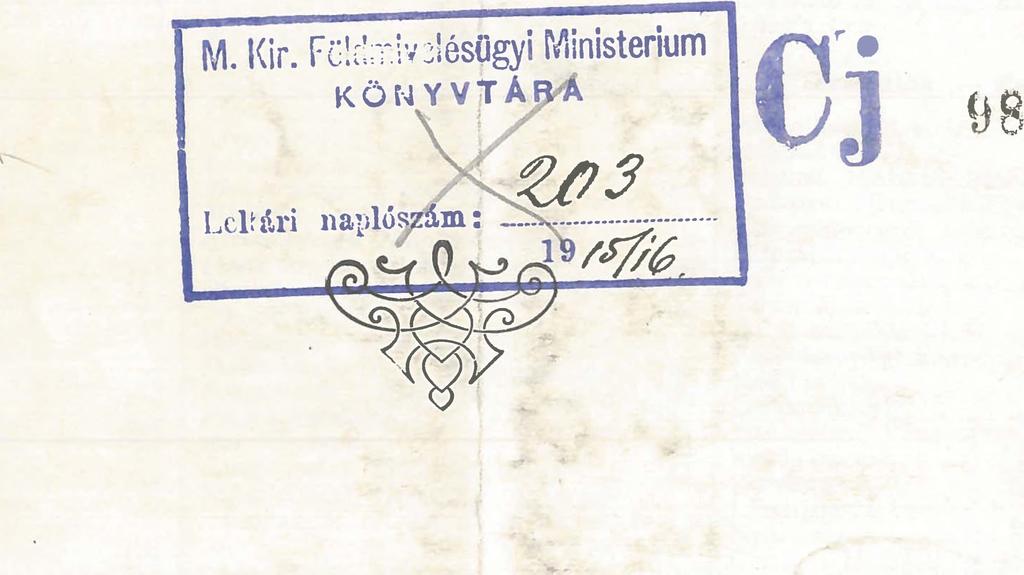 M. Kir. Földmivelésügyi Ministerium
KÖNYVTÁRA
Leltári naplószám: 203
1915/16.
Cj
98